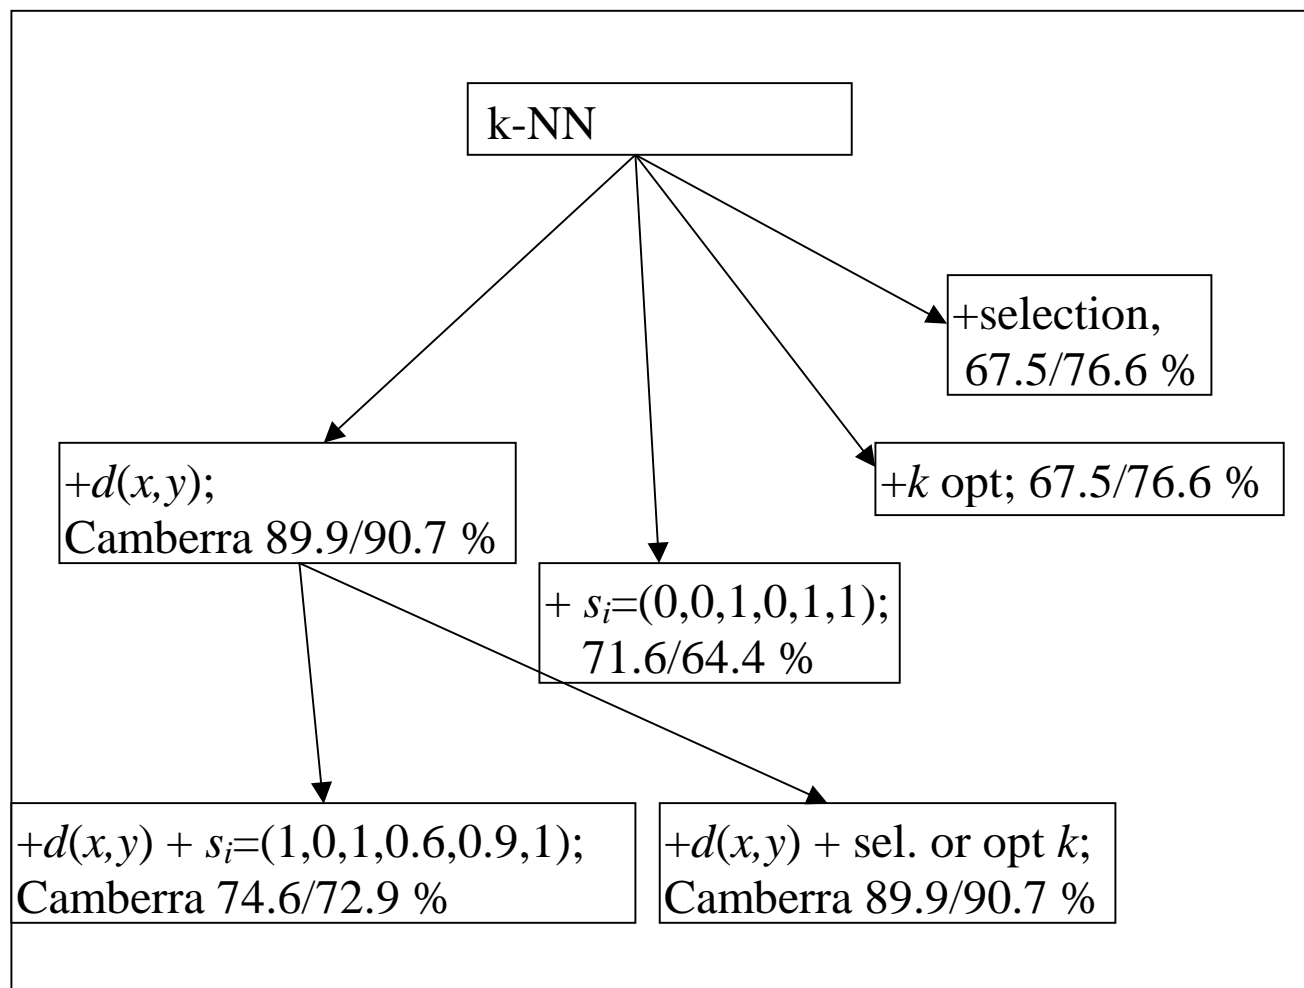 k-NN
+selection,
67.5/76.6 %
+d(x,y);
Camberra 89.9/90.7 %
+k opt; 67.5/76.6 %
+ sᵢ=(0,0,1,0,1,1);
71.6/64.4 %
+d(x,y) + sᵢ=(1,0,1,0.6,0.9,1);
Camberra 74.6/72.9 %
+d(x,y) + sel. or opt k;
Camberra 89.9/90.7 %